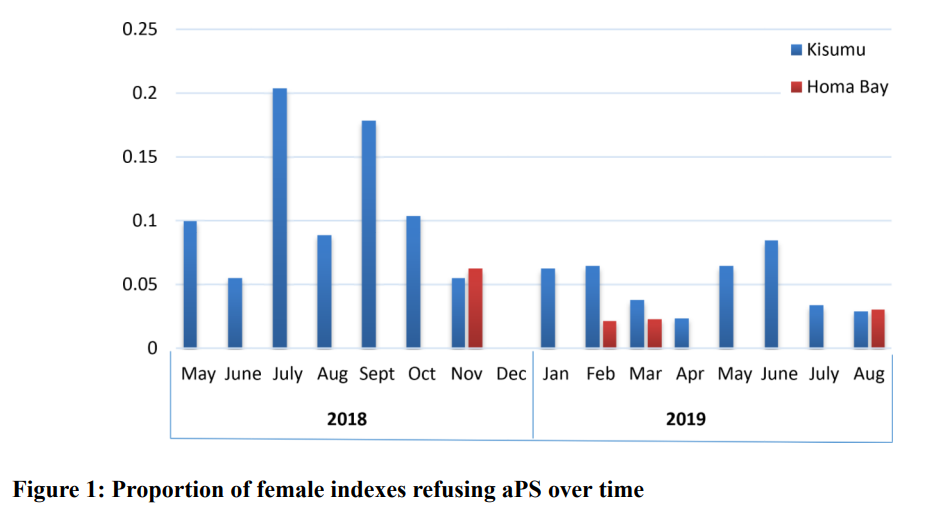 0.25
Kisumu
0.2
Homa Bay
0.15
0.1
0.05
0
May June July Aug Sept Oct Nov Dec Jan Feb Mar Apr May June July Aug
2018 2019
Figure 1: Proportion of female indexes refusing aPS over time